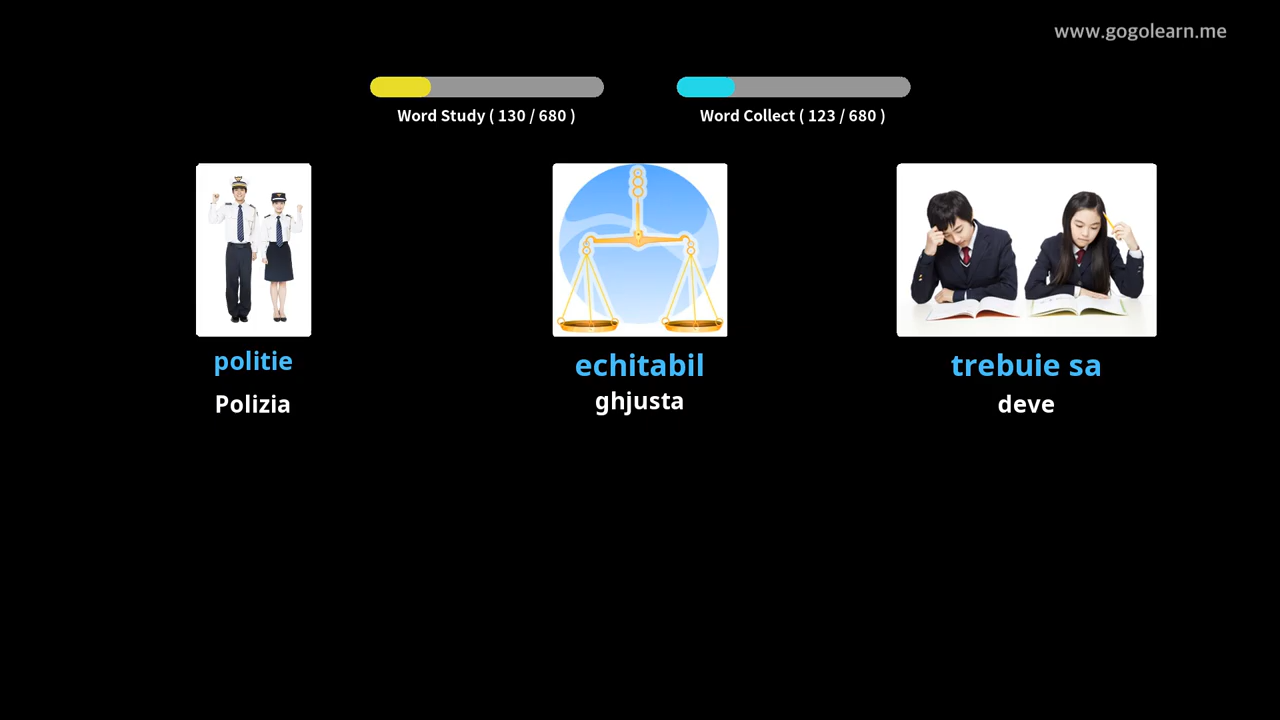 www.gogolearn.me
Word Study ( 130 / 680 )
Word Collect ( 123 / 680 )
politie
Polizia
echitabil
ghjusta
trebuie sa
deve